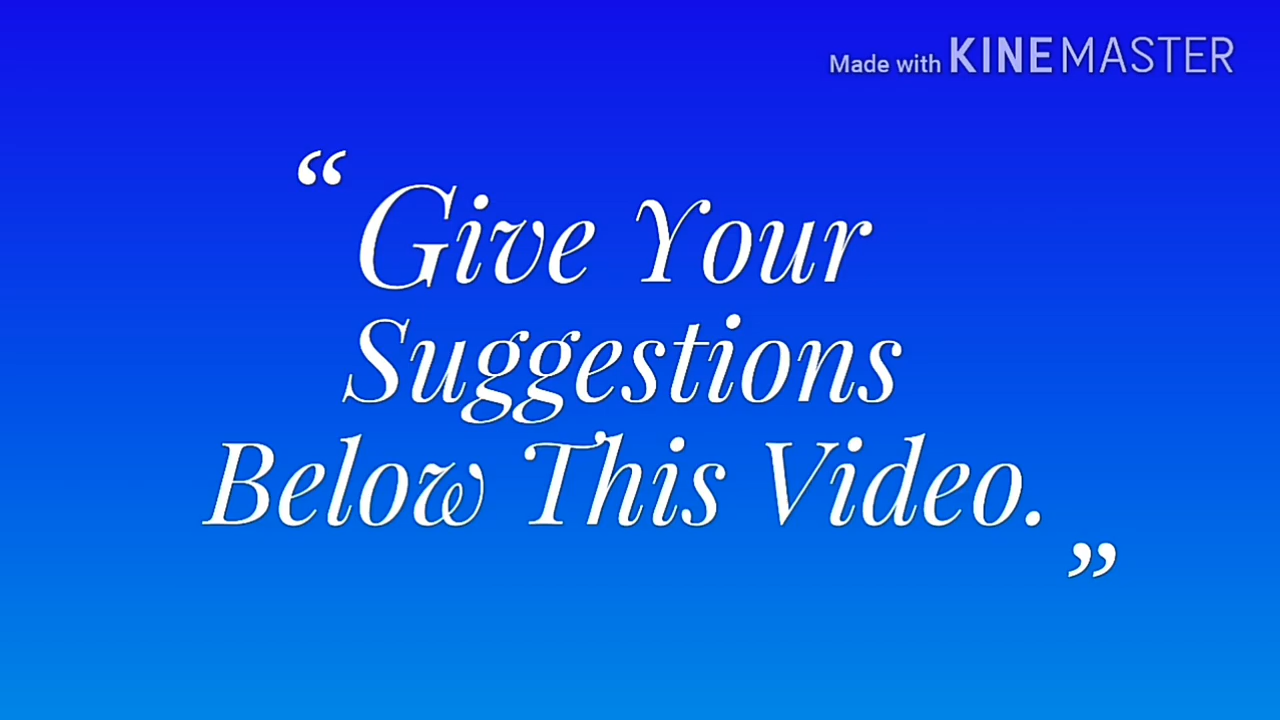 Made with KINEMASTER
“ Give Your
Suggestions
Below This Video. ”